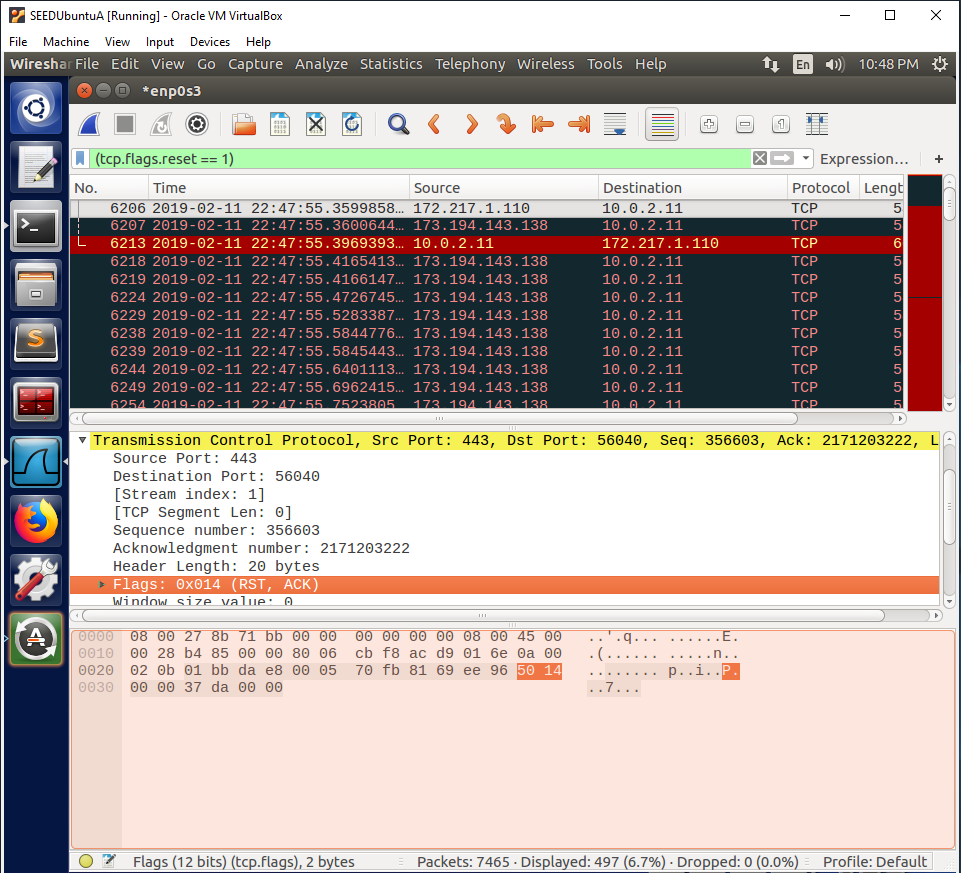 SEEDUbuntuA [Running] - Oracle VM VirtualBox
File Machine View Input Devices Help
Wireshar File Edit View Go Capture Analyze Statistics Telephony Wireless Tools Help En 10:48 PM
*enp0s3
(tcp.flags.reset == 1) Expression… +
No. Time Source Destination Protocol Lengt
6206 2019-02-11 22:47:55.3599858… 172.217.1.110 10.0.2.11 TCP 5
6207 2019-02-11 22:47:55.3600644… 173.194.143.138 10.0.2.11 TCP 5
6213 2019-02-11 22:47:55.3969393… 10.0.2.11 172.217.1.110 TCP 6
6218 2019-02-11 22:47:55.4165413… 173.194.143.138 10.0.2.11 TCP 5
6219 2019-02-11 22:47:55.4166147… 173.194.143.138 10.0.2.11 TCP 5
6224 2019-02-11 22:47:55.4726745… 173.194.143.138 10.0.2.11 TCP 5
6229 2019-02-11 22:47:55.5283387… 173.194.143.138 10.0.2.11 TCP 5
6238 2019-02-11 22:47:55.5844776… 173.194.143.138 10.0.2.11 TCP 5
6239 2019-02-11 22:47:55.5845443… 173.194.143.138 10.0.2.11 TCP 5
6244 2019-02-11 22:47:55.6401113… 173.194.143.138 10.0.2.11 TCP 5
6249 2019-02-11 22:47:55.6962415… 173.194.143.138 10.0.2.11 TCP 5
6254 2019-02-11 22:47:55.7523805… 173.194.143.138 10.0.2.11 TCP 5
Transmission Control Protocol, Src Port: 443, Dst Port: 56040, Seq: 356603, Ack: 2171203222, L
Source Port: 443
Destination Port: 56040
[Stream index: 1]
[TCP Segment Len: 0]
Sequence number: 356603
Acknowledgment number: 2171203222
Header Length: 20 bytes
Flags: 0x014 (RST, ACK)
Window size value: 0
0000 08 00 27 8b 71 bb 00 00 00 00 00 00 08 00 45 00 ..'.q... ......E.
0010 00 28 b4 85 00 00 80 06 cb f8 ac d9 01 6e 0a 00 .(...... .....n..
0020 02 0b 01 bb da e8 00 05 70 fb 81 69 ee 96 50 14 ........ p..i..P.
0030 00 00 37 da 00 00 ..7...
Flags (12 bits) (tcp.flags), 2 bytes Packets: 7465 · Displayed: 497 (6.7%) · Dropped: 0 (0.0%) Profile: Default